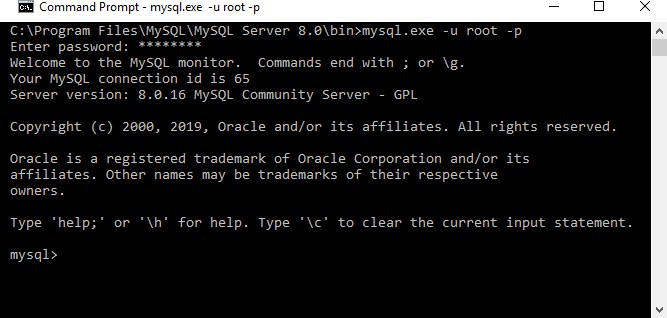 Command Prompt - mysql.exe -u root -p
C:\Program Files\MySQL\MySQL Server 8.0\bin>mysql.exe -u root -p
Enter password: ********
Welcome to the MySQL monitor.  Commands end with ; or \g.
Your MySQL connection id is 65
Server version: 8.0.16 MySQL Community Server - GPL

Copyright (c) 2000, 2019, Oracle and/or its affiliates. All rights reserved.

Oracle is a registered trademark of Oracle Corporation and/or its
affiliates. Other names may be trademarks of their respective
owners.

Type 'help;' or '\h' for help. Type '\c' to clear the current input statement.

mysql>